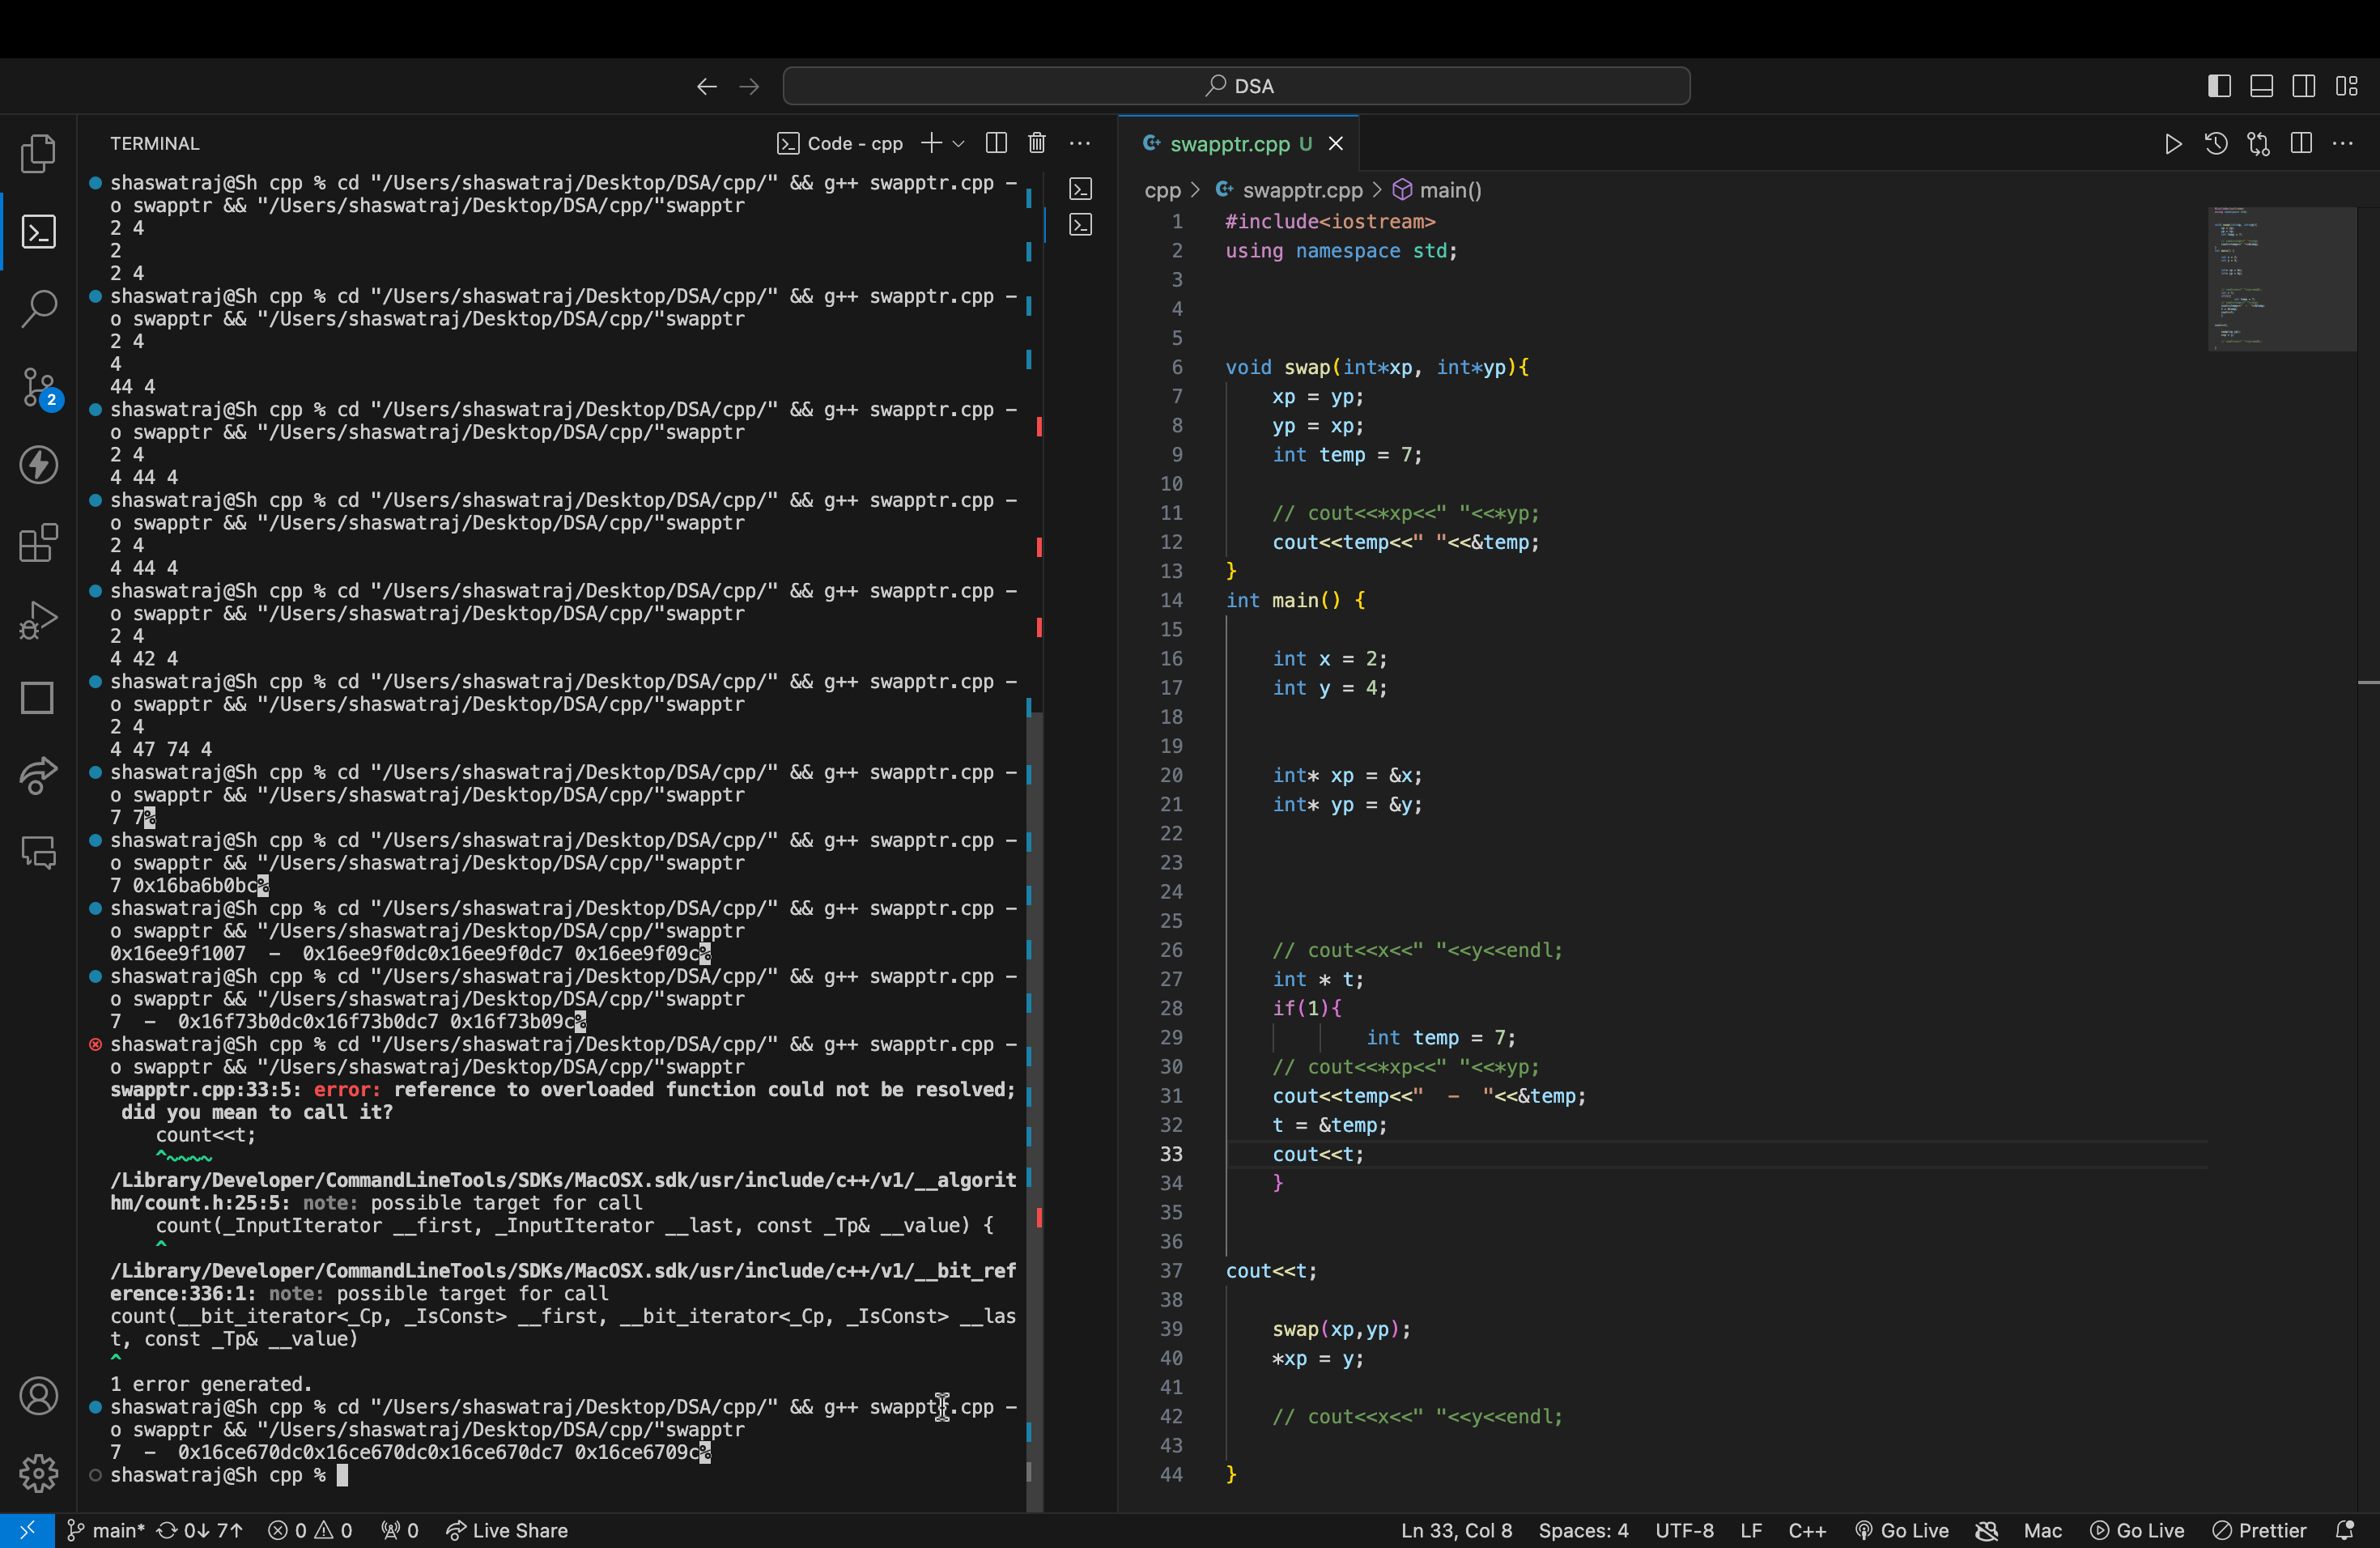 DSA
TERMINAL
Code - cpp
shaswatraj@Sh cpp % cd "/Users/shaswatraj/Desktop/DSA/cpp/" && g++ swapptr.cpp -
o swapptr && "/Users/shaswatraj/Desktop/DSA/cpp/"swapptr
2 4
2
2 4
shaswatraj@Sh cpp % cd "/Users/shaswatraj/Desktop/DSA/cpp/" && g++ swapptr.cpp -
o swapptr && "/Users/shaswatraj/Desktop/DSA/cpp/"swapptr
2 4
4
44 4
shaswatraj@Sh cpp % cd "/Users/shaswatraj/Desktop/DSA/cpp/" && g++ swapptr.cpp -
o swapptr && "/Users/shaswatraj/Desktop/DSA/cpp/"swapptr
2 4
4 44 4
shaswatraj@Sh cpp % cd "/Users/shaswatraj/Desktop/DSA/cpp/" && g++ swapptr.cpp -
o swapptr && "/Users/shaswatraj/Desktop/DSA/cpp/"swapptr
2 4
4 44 4
shaswatraj@Sh cpp % cd "/Users/shaswatraj/Desktop/DSA/cpp/" && g++ swapptr.cpp -
o swapptr && "/Users/shaswatraj/Desktop/DSA/cpp/"swapptr
2 4
4 42 4
shaswatraj@Sh cpp % cd "/Users/shaswatraj/Desktop/DSA/cpp/" && g++ swapptr.cpp -
o swapptr && "/Users/shaswatraj/Desktop/DSA/cpp/"swapptr
2 4
4 47 74 4
shaswatraj@Sh cpp % cd "/Users/shaswatraj/Desktop/DSA/cpp/" && g++ swapptr.cpp -
o swapptr && "/Users/shaswatraj/Desktop/DSA/cpp/"swapptr
7 7%
shaswatraj@Sh cpp % cd "/Users/shaswatraj/Desktop/DSA/cpp/" && g++ swapptr.cpp -
o swapptr && "/Users/shaswatraj/Desktop/DSA/cpp/"swapptr
7 0x16ba6b0bc%
shaswatraj@Sh cpp % cd "/Users/shaswatraj/Desktop/DSA/cpp/" && g++ swapptr.cpp -
o swapptr && "/Users/shaswatraj/Desktop/DSA/cpp/"swapptr
0x16ee9f1007  -  0x16ee9f0dc0x16ee9f0dc7 0x16ee9f09c%
shaswatraj@Sh cpp % cd "/Users/shaswatraj/Desktop/DSA/cpp/" && g++ swapptr.cpp -
o swapptr && "/Users/shaswatraj/Desktop/DSA/cpp/"swapptr
7  -  0x16f73b0dc0x16f73b0dc7 0x16f73b09c%
shaswatraj@Sh cpp % cd "/Users/shaswatraj/Desktop/DSA/cpp/" && g++ swapptr.cpp -
o swapptr && "/Users/shaswatraj/Desktop/DSA/cpp/"swapptr
swapptr.cpp:33:5: error: reference to overloaded function could not be resolved;
did you mean to call it?
count<<t;
^~~~~
/Library/Developer/CommandLineTools/SDKs/MacOSX.sdk/usr/include/c++/v1/__algorit
hm/count.h:25:5: note: possible target for call
count(_InputIterator __first, _InputIterator __last, const _Tp& __value) {
^
/Library/Developer/CommandLineTools/SDKs/MacOSX.sdk/usr/include/c++/v1/__bit_ref
erence:336:1: note: possible target for call
count(__bit_iterator<_Cp, _IsConst> __first, __bit_iterator<_Cp, _IsConst> __las
t, const _Tp& __value)
^
1 error generated.
shaswatraj@Sh cpp % cd "/Users/shaswatraj/Desktop/DSA/cpp/" && g++ swapptr.cpp -
o swapptr && "/Users/shaswatraj/Desktop/DSA/cpp/"swapptr
7  -  0x16ce670dc0x16ce670dc0x16ce670dc7 0x16ce6709c%
shaswatraj@Sh cpp %
swapptr.cpp U
cpp > swapptr.cpp > main()
1 #include<iostream>
2 using namespace std;
3
4
5
6 void swap(int*xp, int*yp){
7 xp = yp;
8 yp = xp;
9 int temp = 7;
10
11 // cout<<*xp<<" "<<*yp;
12 cout<<temp<<" "<<&temp;
13 }
14 int main() {
15
16 int x = 2;
17 int y = 4;
18
19
20 int* xp = &x;
21 int* yp = &y;
22
23
24
25
26 // cout<<x<<" "<<y<<endl;
27 int * t;
28 if(1){
29 int temp = 7;
30 // cout<<*xp<<" "<<*yp;
31 cout<<temp<<"  -  "<<&temp;
32 t = &temp;
33 cout<<t;
34 }
35
36
37 cout<<t;
38
39 swap(xp,yp);
40 *xp = y;
41
42 // cout<<x<<" "<<y<<endl;
43
44 }
2
main* 0↓ 7↑ 0 0 0 Live Share
Ln 33, Col 8 Spaces: 4 UTF-8 LF C++ Go Live Mac Go Live Prettier